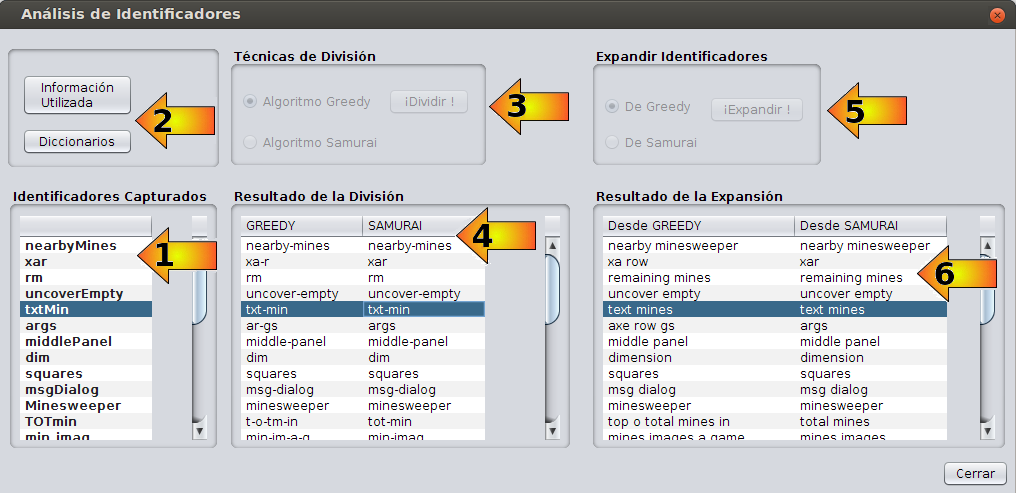 Análisis de Identificadores
Información
Utilizada
Diccionarios
2
Técnicas de División
Algoritmo Greedy
¡Dividir !
Algoritmo Samurai
3
Expandir Identificadores
De Greedy
¡Expandir !
De Samurai
5
Identificadores Capturados
nearbyMines
xar
rm
uncoverEmpty
txtMin
args
middlePanel
dim
squares
msgDialog
Minesweeper
TOTmin
min_imag
1
Resultado de la División
GREEDY SAMURAI
nearby-mines nearby-mines
xa-r xar
rm rm
uncover-empty uncover-empty
txt-min txt-min
ar-gs args
middle-panel middle-panel
dim dim
squares squares
msg-dialog msg-dialog
minesweeper minesweeper
t-o-tm-in tot-min
min-im-a-g min-imag
4
Resultado de la Expansión
Desde GREEDY Desde SAMURAI
nearby minesweeper nearby minesweeper
xa row xar
remaining mines remaining mines
uncover empty uncover empty
text mines text mines
axe row gs args
middle panel middle panel
dimension dimension
squares squares
msg dialog msg dialog
minesweeper minesweeper
top o total mines in total mines
mines images a game mines images
6
Cerrar